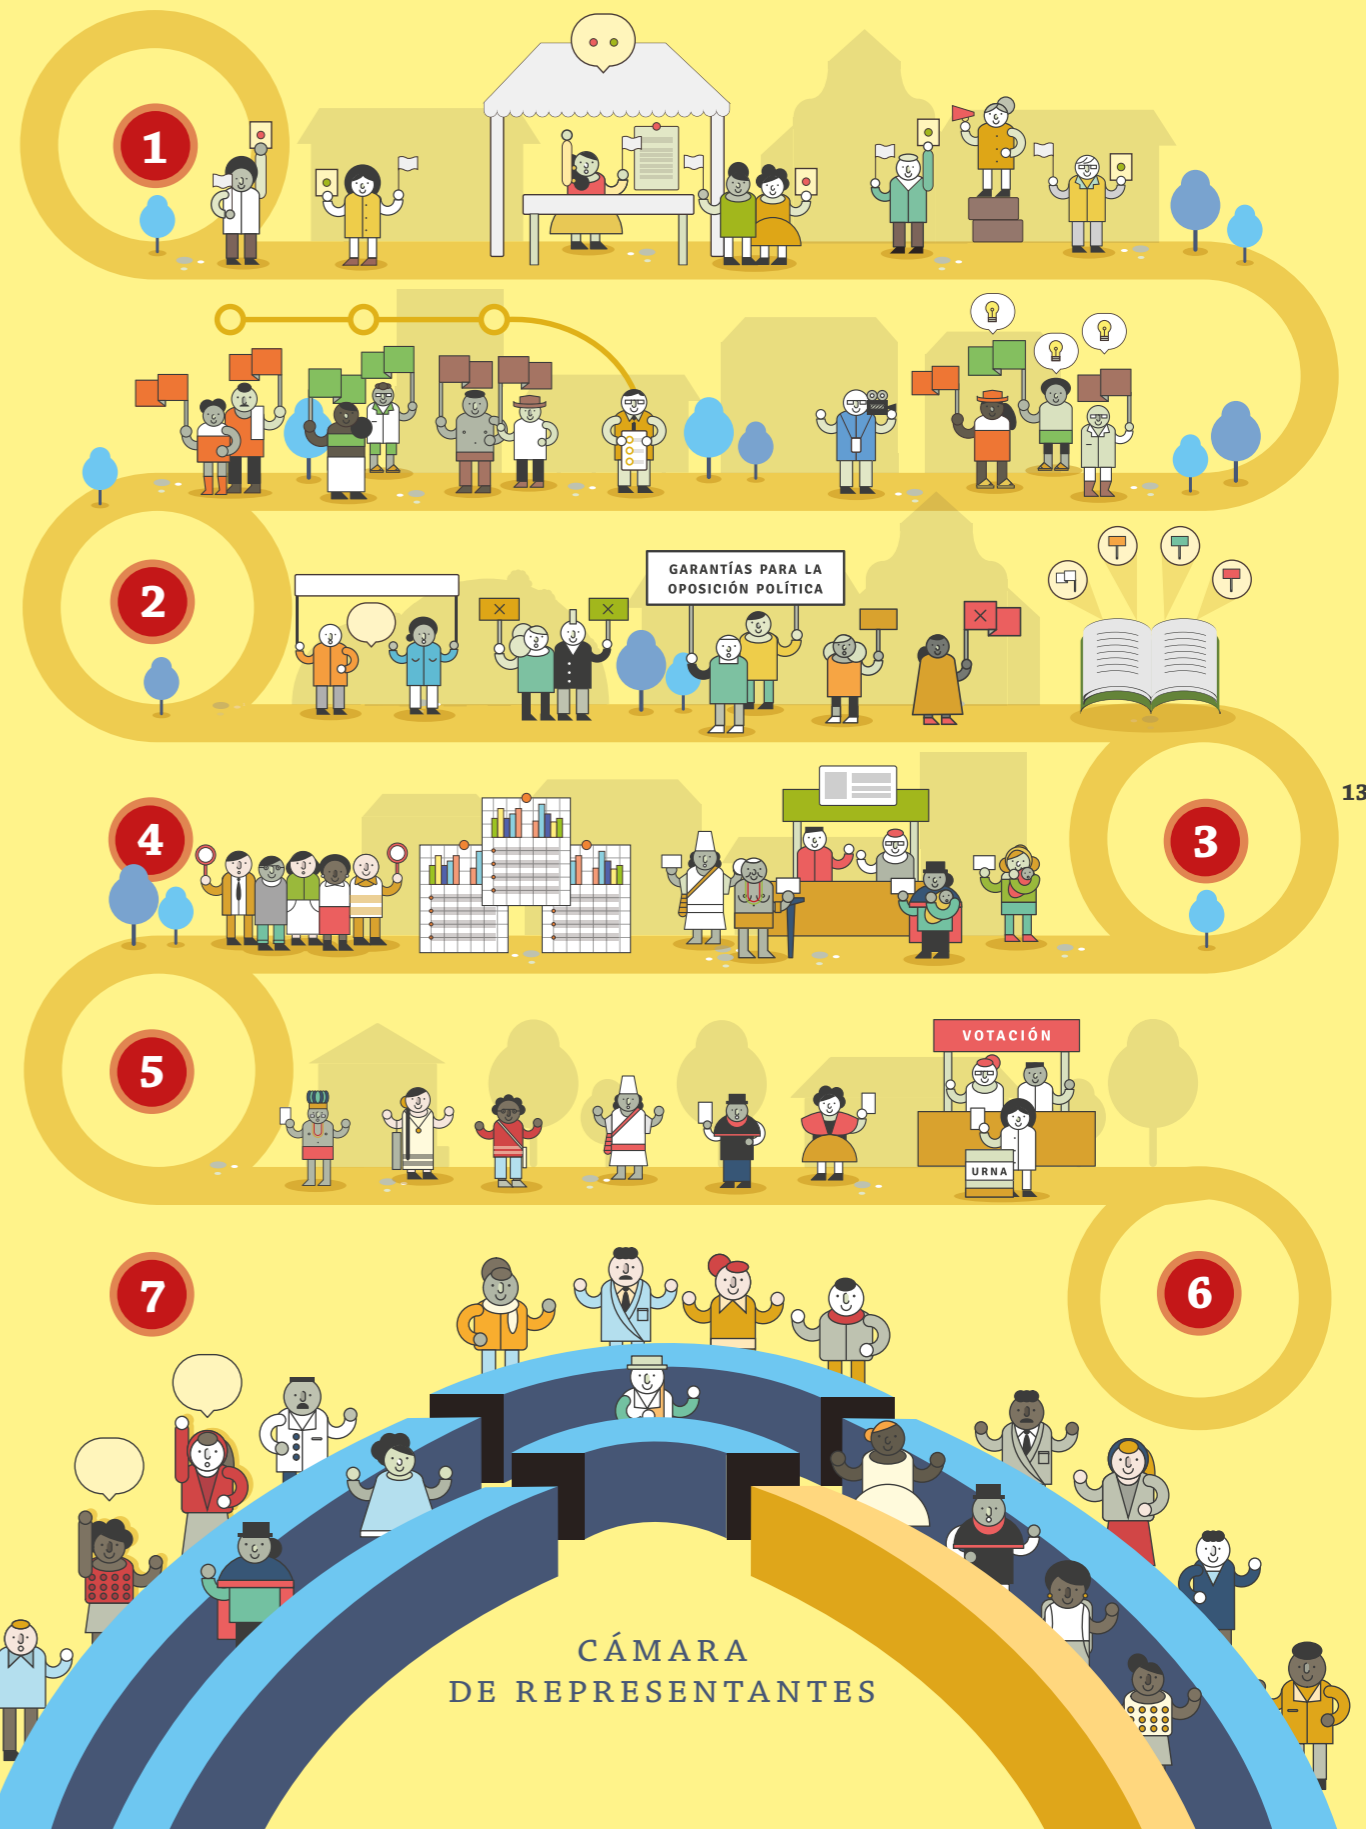 1
2
GARANTÍAS PARA LA
OPOSICIÓN POLÍTICA
13
4
3
5
VOTACIÓN
URNA
7
6
CÁMARA
DE REPRESENTANTES